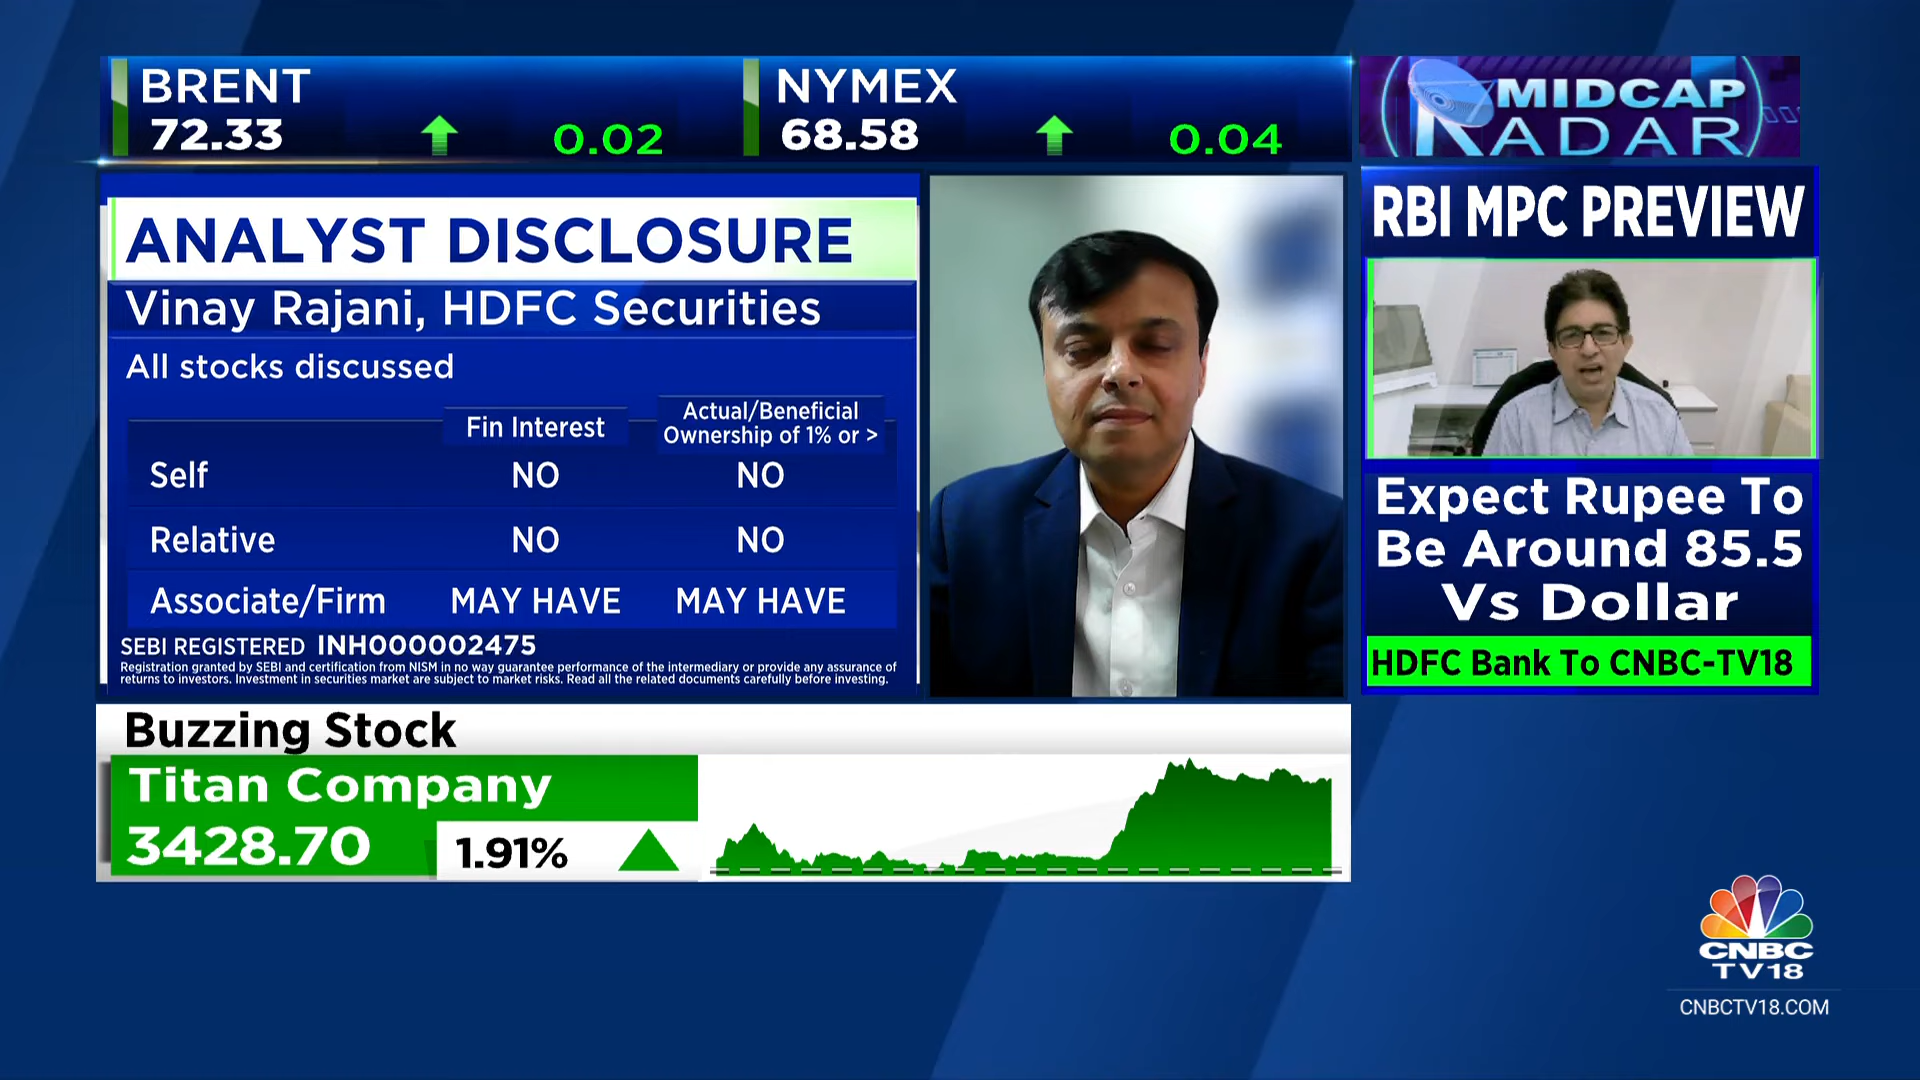 BRENT
72.33
0.02
NYMEX
68.58
0.04
MIDCAP
RADAR
ANALYST DISCLOSURE
Vinay Rajani, HDFC Securities
All stocks discussed
Fin Interest
Actual/Beneficial
Ownership of 1% or >
Self NO NO
Relative NO NO
Associate/Firm MAY HAVE MAY HAVE
SEBI REGISTERED INH000002475
Registration granted by SEBI and certification from NISM in no way guarantee performance of the intermediary or provide any assurance of
returns to investors. Investment in securities market are subject to market risks. Read all the related documents carefully before investing.
RBI MPC PREVIEW
Expect Rupee To
Be Around 85.5
Vs Dollar
HDFC Bank To CNBC-TV18
Buzzing Stock
Titan Company
3428.70
1.91%
CNBC
TV18
CNBCTV18.COM